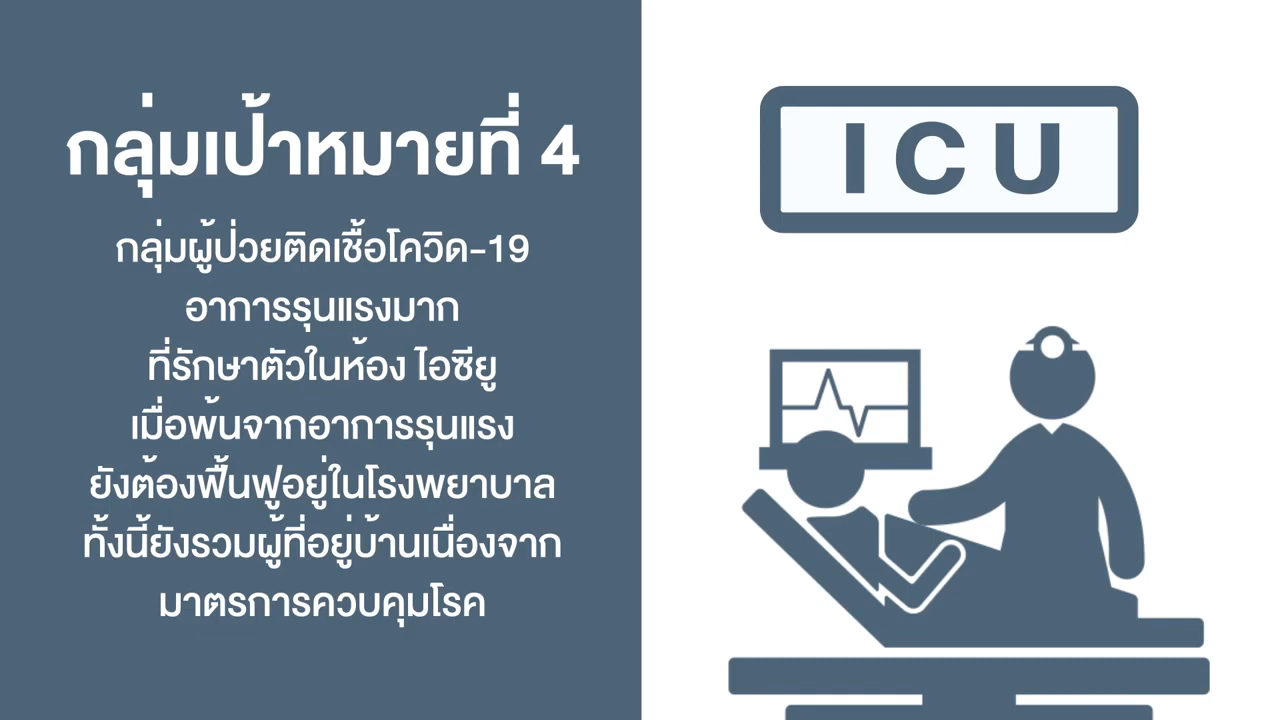 กลุ่มเป้าหมายที่ 4
กลุ่มผู้ป่วยติดเชื้อโควิด-19
อาการรุนแรงมาก
ที่รักษาตัวในห้อง ไอซียู
เมื่อพ้นจากอาการรุนแรง
ยังต้องฟื้นฟูอยู่ในโรงพยาบาล
ทั้งนี้ยังรวมผู้ที่อยู่บ้านเนื่องจาก
มาตรการควบคุมโรค
ICU